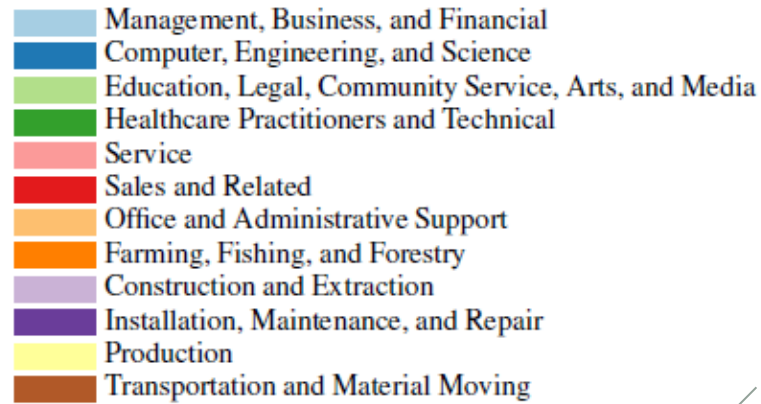 Management, Business, and Financial
Computer, Engineering, and Science
Education, Legal, Community Service, Arts, and Media
Healthcare Practitioners and Technical
Service
Sales and Related
Office and Administrative Support
Farming, Fishing, and Forestry
Construction and Extraction
Installation, Maintenance, and Repair
Production
Transportation and Material Moving